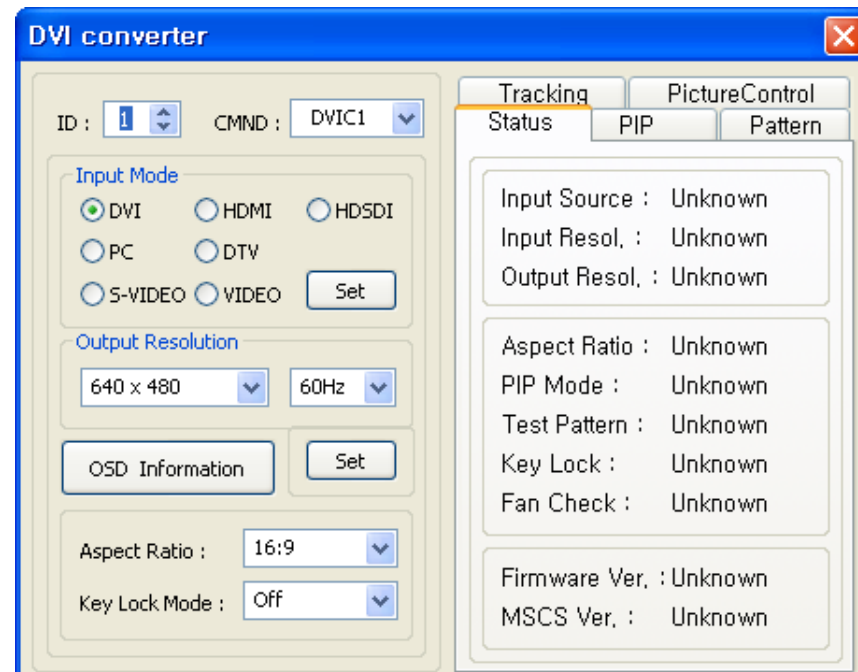 DVI converter
ID : 1 CMND : DVIC1
Input Mode
DVI HDMI HDSDI
PC DTV
S-VIDEO VIDEO Set
Output Resolution
640 x 480 60Hz
OSD Information Set
Aspect Ratio : 16:9
Key Lock Mode : Off
Tracking PictureControl
Status PIP Pattern
Input Source : Unknown
Input Resol, : Unknown
Output Resol, : Unknown
Aspect Ratio : Unknown
PIP Mode : Unknown
Test Pattern : Unknown
Key Lock : Unknown
Fan Check : Unknown
Firmware Ver, : Unknown
MSCS Ver, : Unknown